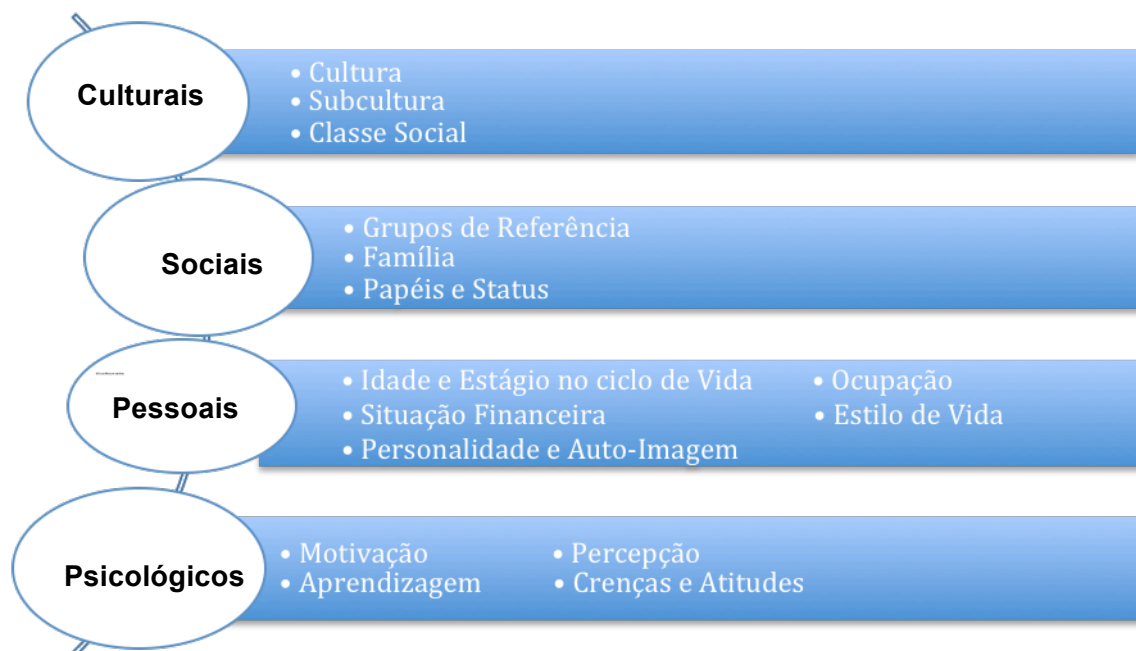 Culturais
• Cultura
• Subcultura
• Classe Social
Sociais
• Grupos de Referência
• Família
• Papéis e Status
Pessoais
• Idade e Estágio no ciclo de Vida • Ocupação
• Situação Financeira • Estilo de Vida
• Personalidade e Auto-Imagem
Psicológicos
• Motivação • Percepção
• Aprendizagem • Crenças e Atitudes